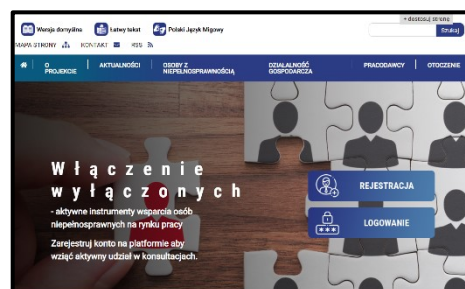 + dostosuj stronę
Wersja domyślna Łatwy tekst Polski Język Migowy
Szukaj
MAPA STRONY KONTAKT RSS
O PROJEKCIE AKTUALNOŚCI OSOBY Z NIEPEŁNOSPRAWNOŚCIĄ DZIAŁALNOŚĆ GOSPODARCZA PRACODAWCY OTOCZENIE
Włączenie
wyłączonych
- aktywne instrumenty wsparcia osób
niepełnosprawnych na rynku pracy
Zarejestruj konto na platformie aby
wziąć aktywny udział w konsultacjach.
REJESTRACJA
LOGOWANIE